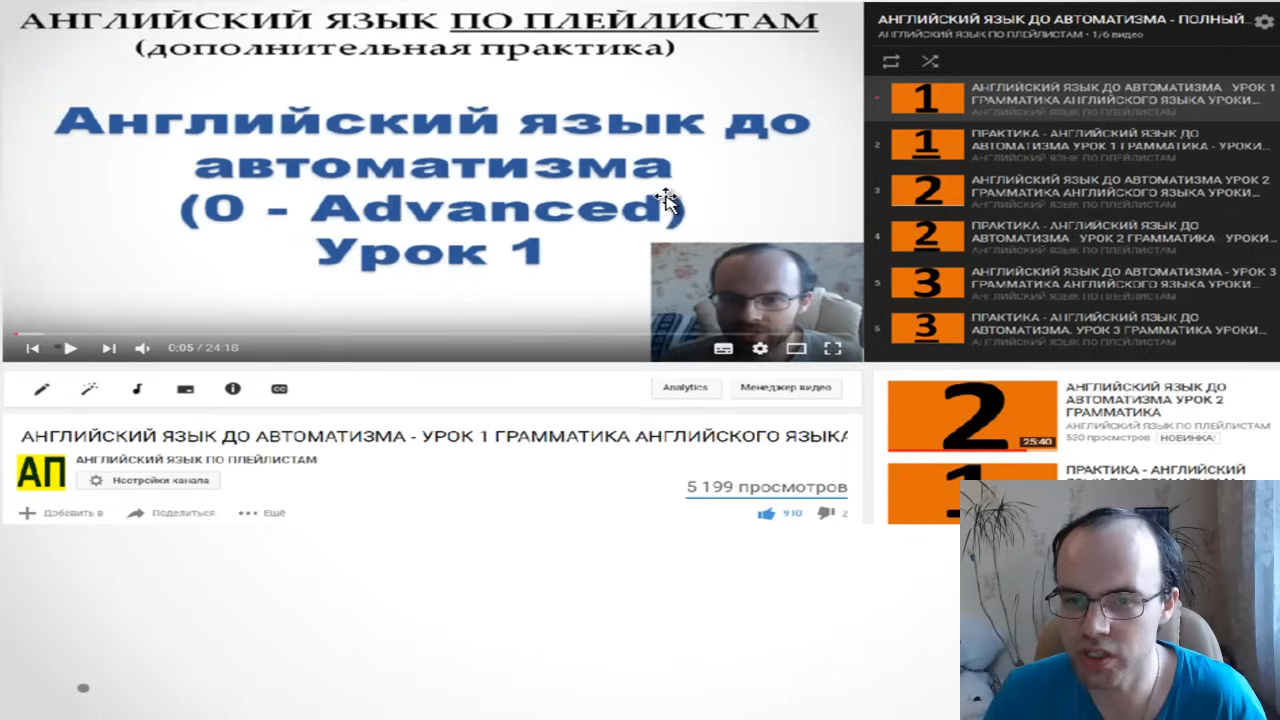 АНГЛИЙСКИЙ ЯЗЫК ПО ПЛЕЙЛИСТАМ
(дополнительная практика)
Английский язык до
автоматизма
(0 - Advanced)
Урок 1
0:05 / 24:18
АНГЛИЙСКИЙ ЯЗЫК ДО АВТОМАТИЗМА - ПОЛНЫЙ...
АНГЛИЙСКИЙ ЯЗЫК ПО ПЛЕЙЛИСТАМ - 1/6 видео
1
АНГЛИЙСКИЙ ЯЗЫК ДО АВТОМАТИЗМА - УРОК 1
ГРАММАТИКА АНГЛИЙСКОГО ЯЗЫКА УРОКИ...
АНГЛИЙСКИЙ ЯЗЫК ПО ПЛЕЙЛИСТАМ
2
1
ПРАКТИКА - АНГЛИЙСКИЙ ЯЗЫК ДО
АВТОМАТИЗМА УРОК 1 ГРАММАТИКА - УРОКИ...
АНГЛИЙСКИЙ ЯЗЫК ПО ПЛЕЙЛИСТАМ
3
2
АНГЛИЙСКИЙ ЯЗЫК ДО АВТОМАТИЗМА УРОК 2
ГРАММАТИКА АНГЛИЙСКОГО ЯЗЫКА УРОКИ...
АНГЛИЙСКИЙ ЯЗЫК ПО ПЛЕЙЛИСТАМ
4
2
ПРАКТИКА - АНГЛИЙСКИЙ ЯЗЫК ДО
АВТОМАТИЗМА - УРОК 2 ГРАММАТИКА - УРОКИ...
АНГЛИЙСКИЙ ЯЗЫК ПО ПЛЕЙЛИСТАМ
5
3
АНГЛИЙСКИЙ ЯЗЫК ДО АВТОМАТИЗМА - УРОК 3
ГРАММАТИКА АНГЛИЙСКОГО ЯЗЫКА УРОКИ...
АНГЛИЙСКИЙ ЯЗЫК ПО ПЛЕЙЛИСТАМ
6
3
ПРАКТИКА - АНГЛИЙСКИЙ ЯЗЫК ДО
АВТОМАТИЗМА. УРОК 3 ГРАММАТИКА УРОКИ...
АНГЛИЙСКИЙ ЯЗЫК ПО ПЛЕЙЛИСТАМ
Analytics
Менеджер видео
АНГЛИЙСКИЙ ЯЗЫК ДО АВТОМАТИЗМА - УРОК 1 ГРАММАТИКА АНГЛИЙСКОГО ЯЗЫКА
АП
АНГЛИЙСКИЙ ЯЗЫК ПО ПЛЕЙЛИСТАМ
Настройки канала
5 199 просмотров
Добавить в
Поделиться
Ещё
910
2
2
25:40
АНГЛИЙСКИЙ ЯЗЫК ДО
АВТОМАТИЗМА УРОК 2
ГРАММАТИКА
АНГЛИЙСКИЙ ЯЗЫК ПО ПЛЕЙЛИСТАМ
530 просмотров НОВИНКА!
1
ПРАКТИКА - АНГЛИЙСКИЙ